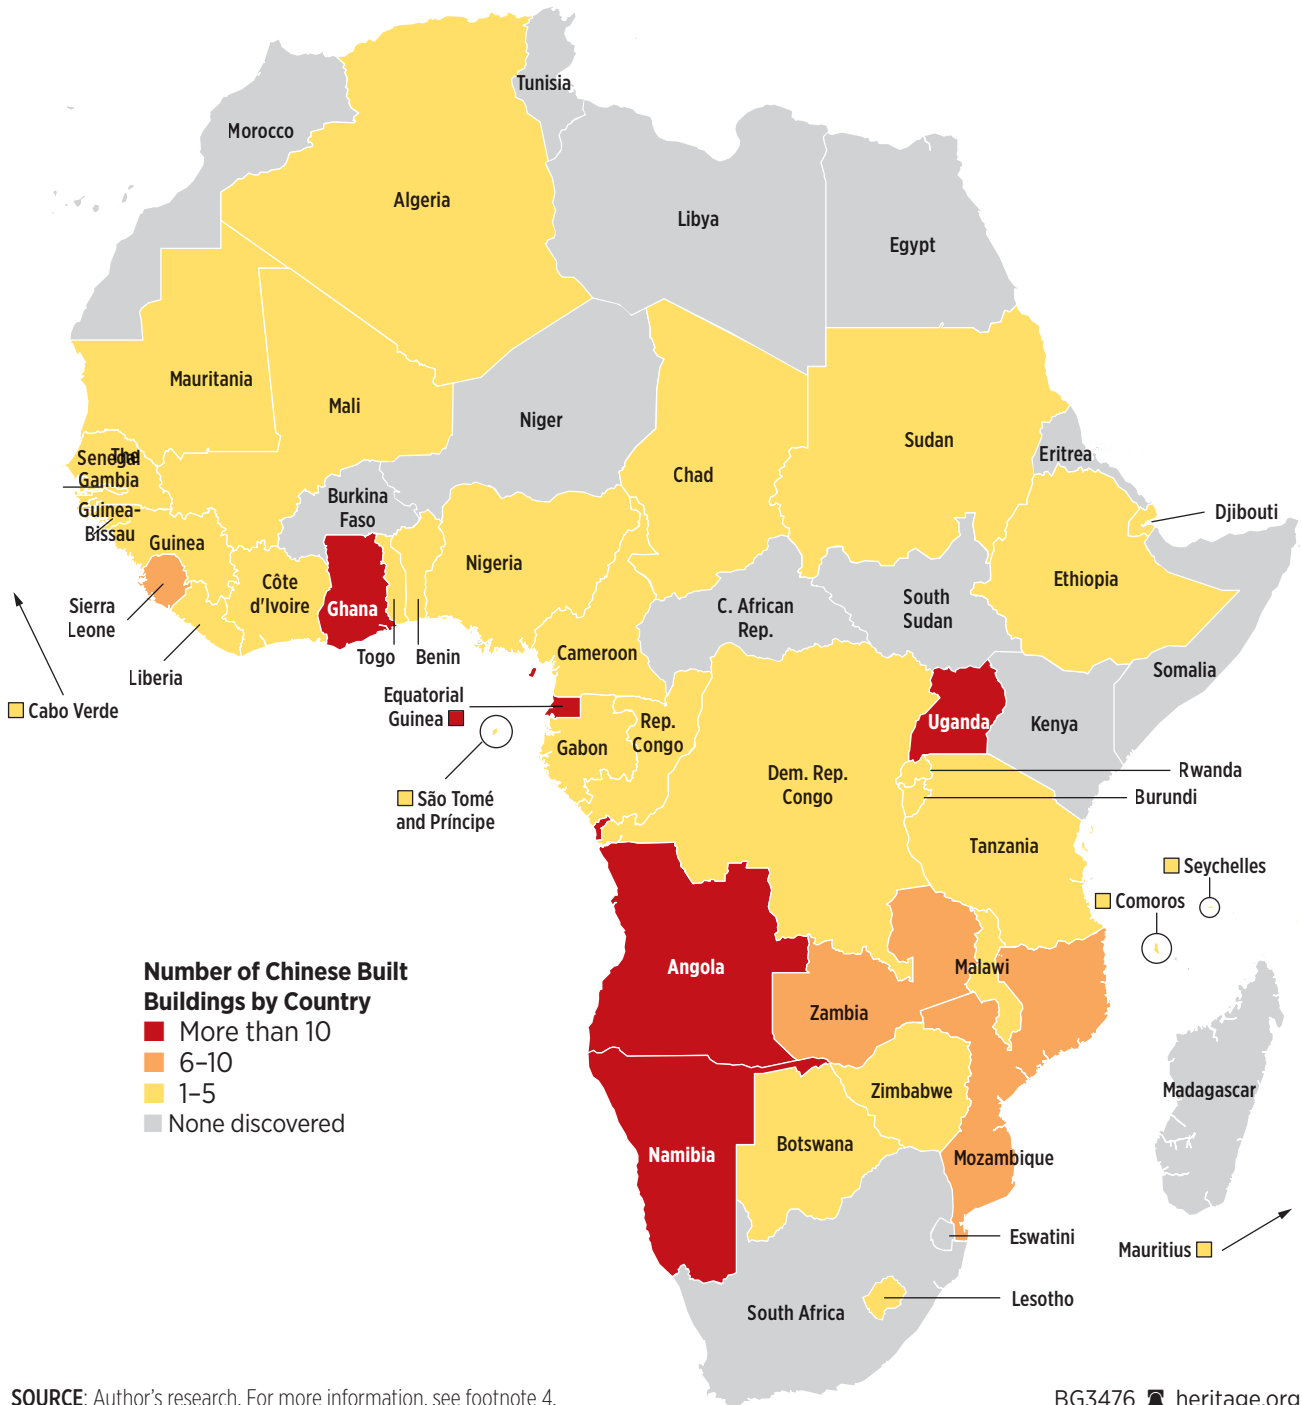 Tunisia
Morocco
Algeria
Libya
Egypt
Mauritania
Mali
Niger
Chad
Sudan
Eritrea
Djibouti
Senegal
The
Gambia
Guinea-
Bissau
Guinea
Burkina
Faso
Nigeria
Côte
d'Ivoire
Ghana
Ethiopia
C. African
Rep.
South
Sudan
Sierra
Leone
Liberia
Togo
Benin
Cameroon
Somalia
Cabo Verde
Equatorial
Guinea
Gabon
Rep.
Congo
Uganda
Kenya
Dem. Rep.
Congo
Rwanda
Burundi
São Tomé
and Príncipe
Tanzania
Seychelles
Comoros
Angola
Malawi
Zambia
Number of Chinese Built
Buildings by Country
More than 10
6–10
1–5
None discovered
Zimbabwe
Madagascar
Namibia
Botswana
Mozambique
Eswatini
Mauritius
Lesotho
South Africa
SOURCE: Author's research. For more information, see footnote 4.
BG3476 heritage.org